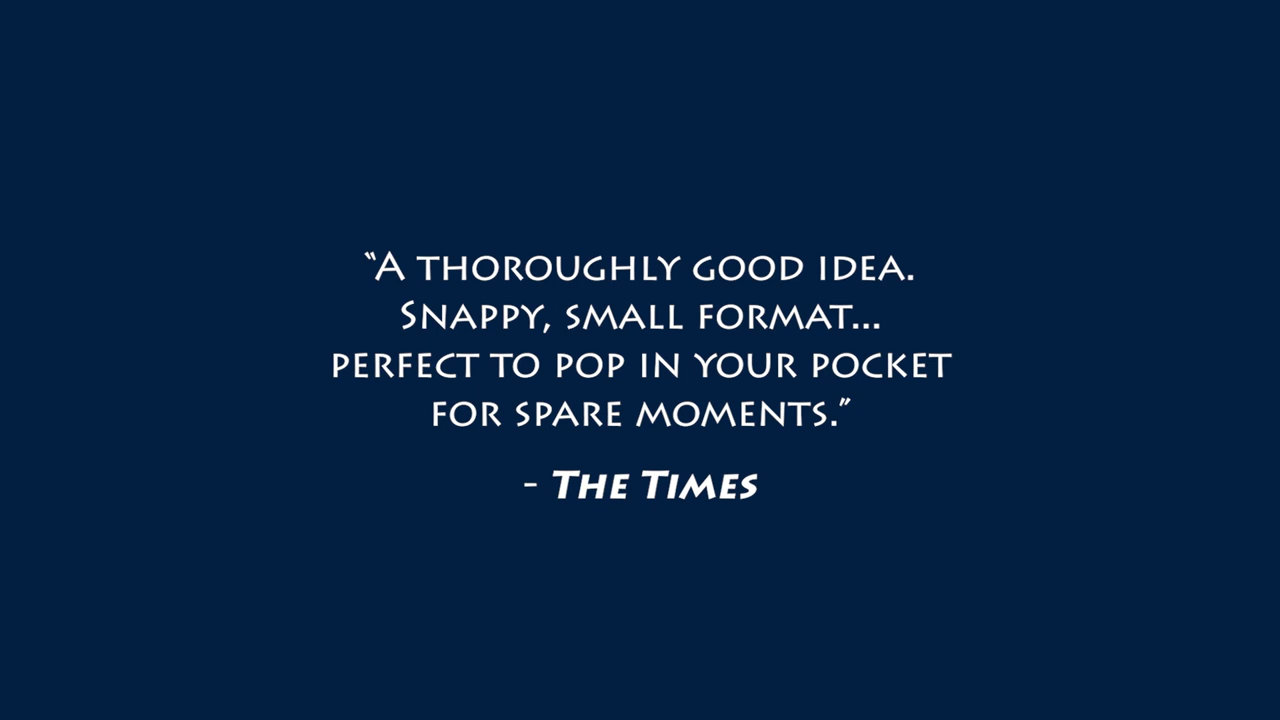 “A thoroughly good idea.
Snappy, small format...
perfect to pop in your pocket
for spare moments.”
- The Times